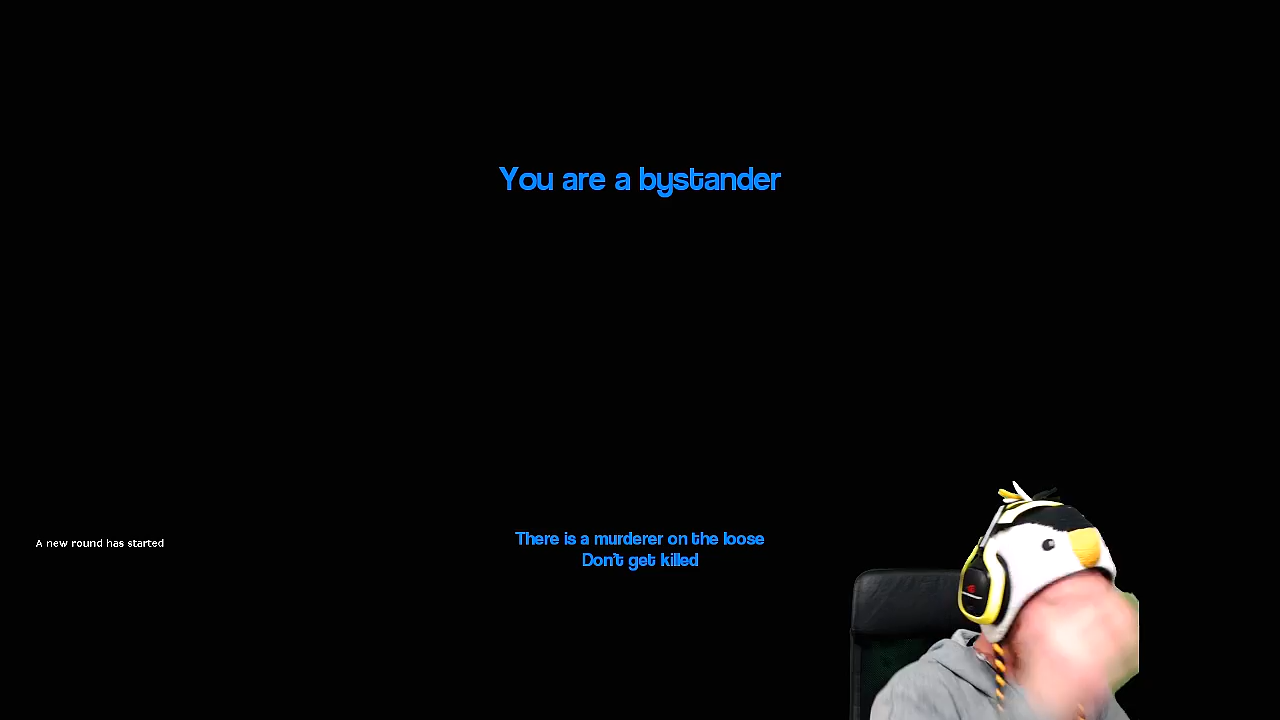 You are a bystander
A new round has started
There is a murderer on the loose
Don't get killed